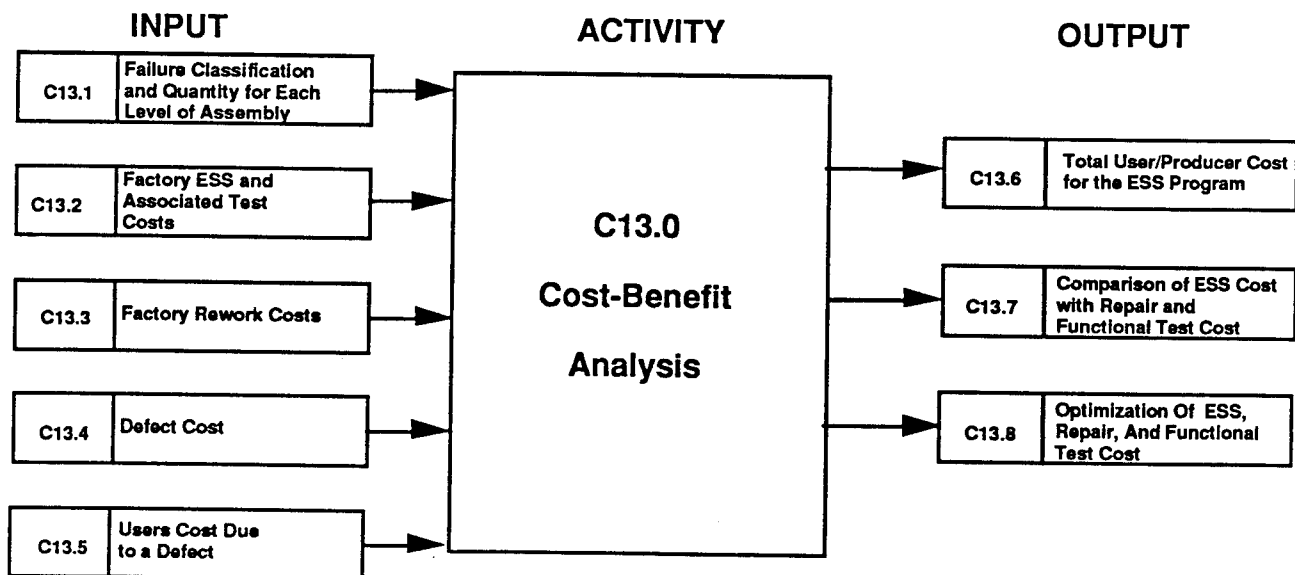 INPUT
ACTIVITY
OUTPUT
C13.1
Failure Classification
and Quantity for Each
Level of Assembly
C13.2
Factory ESS and
Associated Test
Costs
C13.3
Factory Rework Costs
C13.4
Defect Cost
C13.5
Users Cost Due
to a Defect
C13.0
Cost-Benefit
Analysis
C13.6
Total User/Producer Cost
for the ESS Program
C13.7
Comparison of ESS Cost
with Repair and
Functional Test Cost
C13.8
Optimization Of ESS,
Repair, And Functional
Test Cost